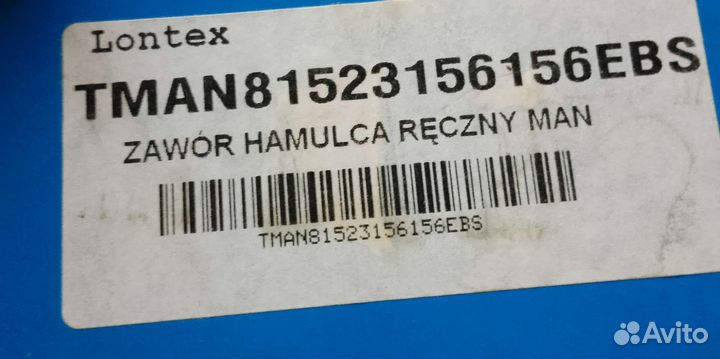 Lontex
TMAN81523156156EBS
ZAWÓR HAMULCA RĘCZNY MAN
TMAN81523156156EBS
Avito